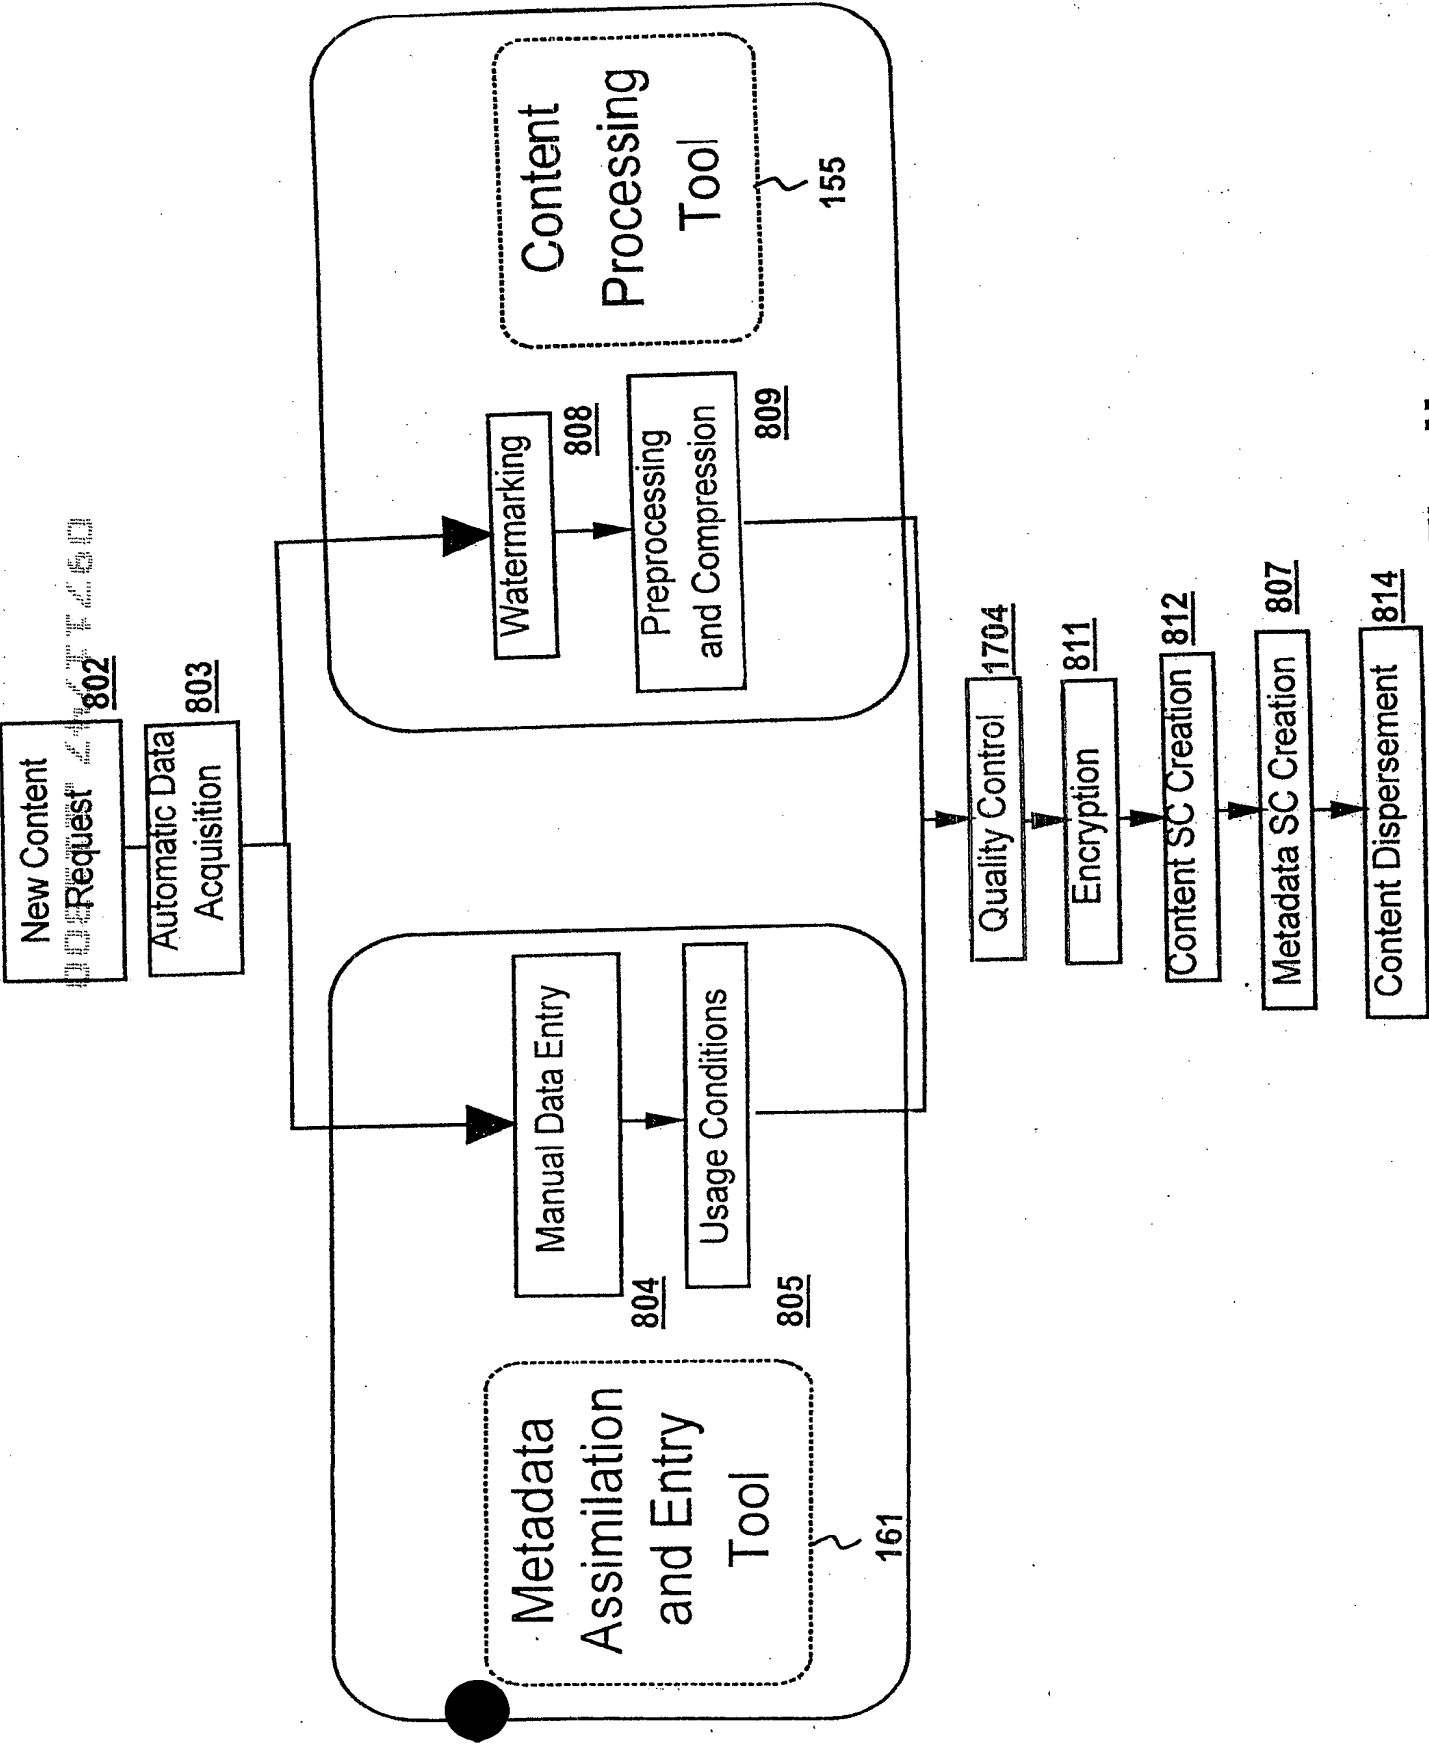 New Content
Request
802
Automatic Data
Acquisition
803
Metadata
Assimilation
and Entry
Tool
161
Manual Data Entry
804
Usage Conditions
805
Watermarking
808
Preprocessing
and Compression
809
Content
Processing
Tool
155
Quality Control
1704
Encryption
811
Content SC Creation
812
Metadata SC Creation
807
Content Dispersement
814